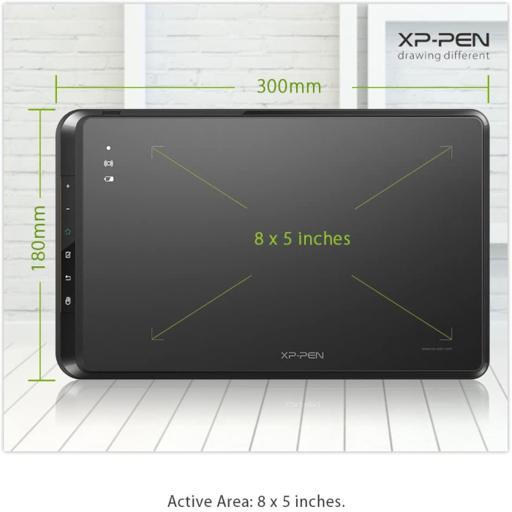 XP-PEN
drawing different
300mm
180mm
8 x 5 inches
XP-PEN
Active Area: 8 x 5 inches.